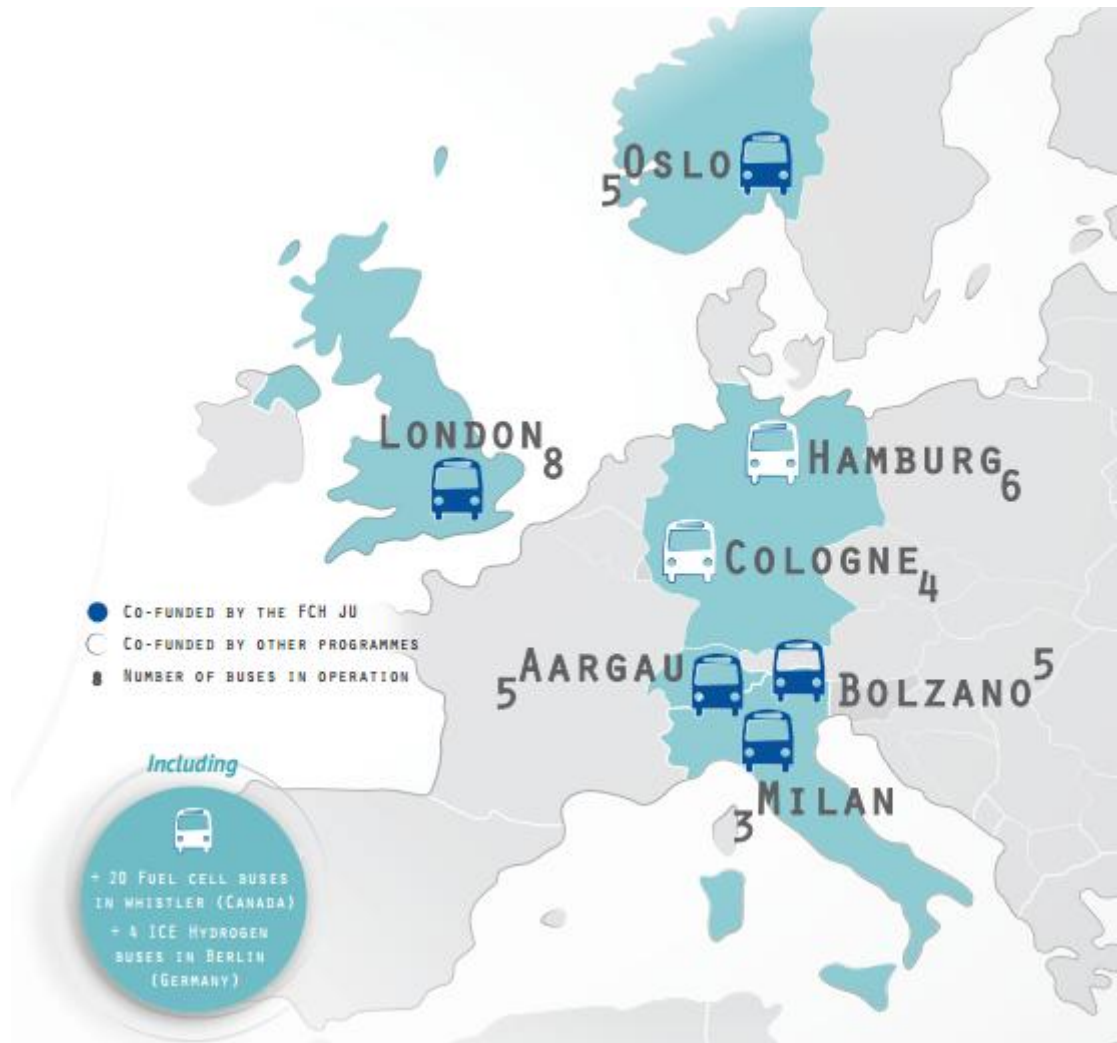 5 OSLO
LONDON 8
HAMBURG 6
COLOGNE 4
CO-FUNDED BY THE FCH JU
CO-FUNDED BY OTHER PROGRAMMES
8 NUMBER OF BUSES IN OPERATION
5 AARGAU
BOLZANO 5
3 MILAN
Including
+ 20 FUEL CELL BUSES
IN WHISTLER (CANADA)
+ 4 ICE HYDROGEN
BUSES IN BERLIN
(GERMANY)